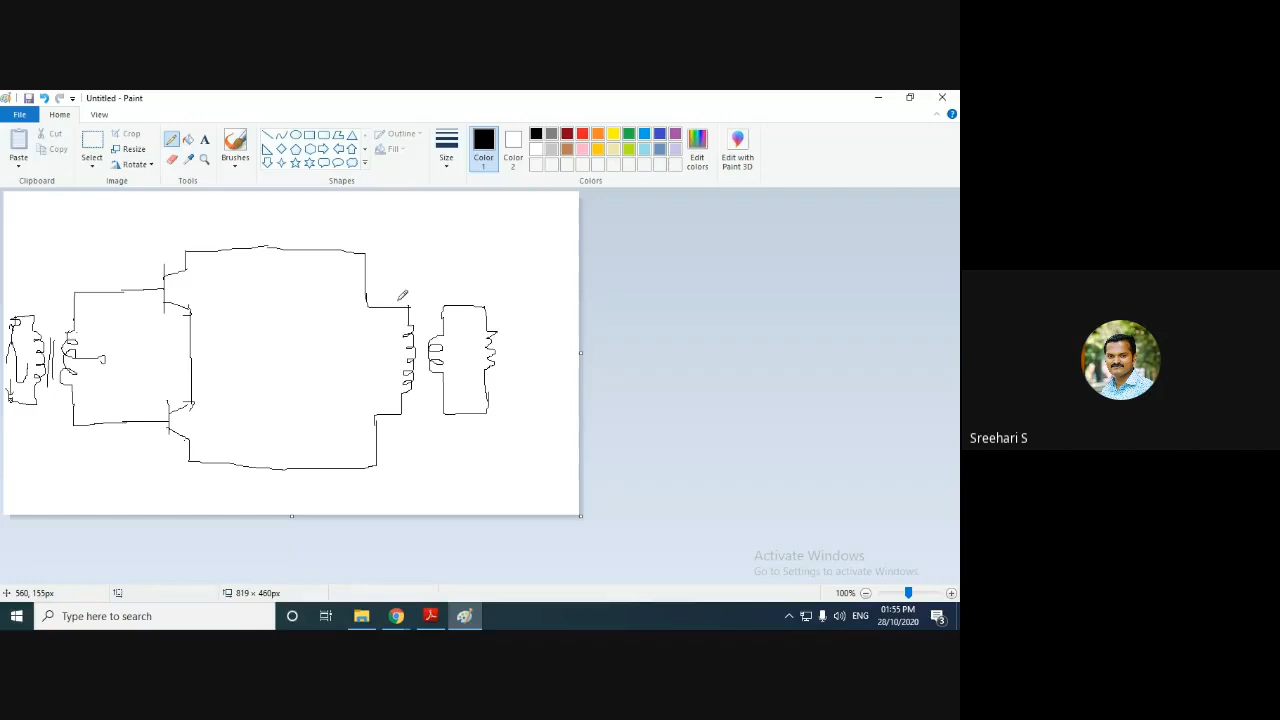 Untitled - Paint
File Home View
Paste
Cut
Copy
Clipboard
Select
Crop
Resize
Rotate
Image
A
Tools
Brushes
Outline
Fill
Shapes
Size
Color 1
Color 2
Edit colors
Colors
Edit with Paint 3D
Sreehari S
Activate Windows
Go to Settings to activate Windows.
560, 155px
819 × 460px
100%
Type here to search
ENG
01:55 PM
28/10/2020
3